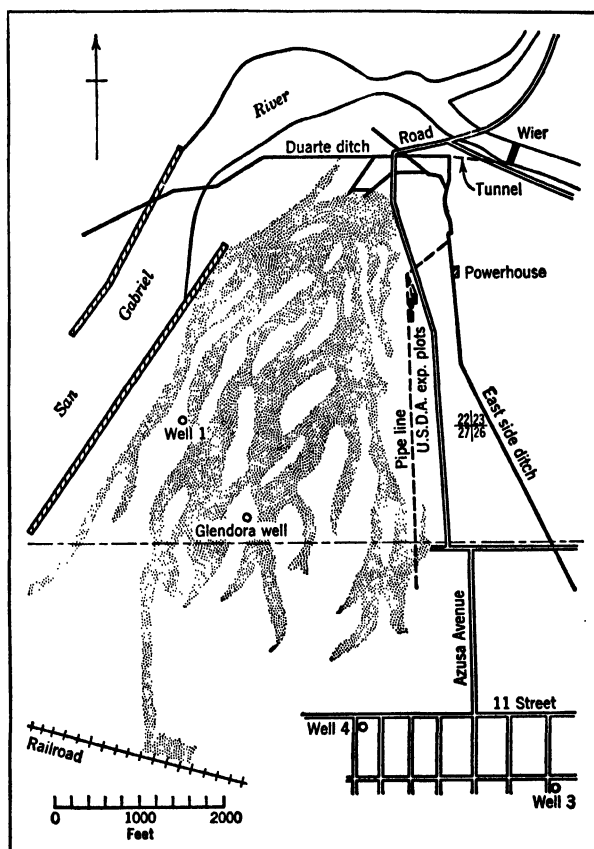 River
Road
Wier
Duarte ditch
Tunnel
Gabriel
Powerhouse
San
Pipe line
U.S.D.A. exp. plots
East side ditch
22|23
27|26
Well 1
Glendora well
Azusa Avenue
11 Street
Well 4
Railroad
Well 3
0 1000 2000
Feet